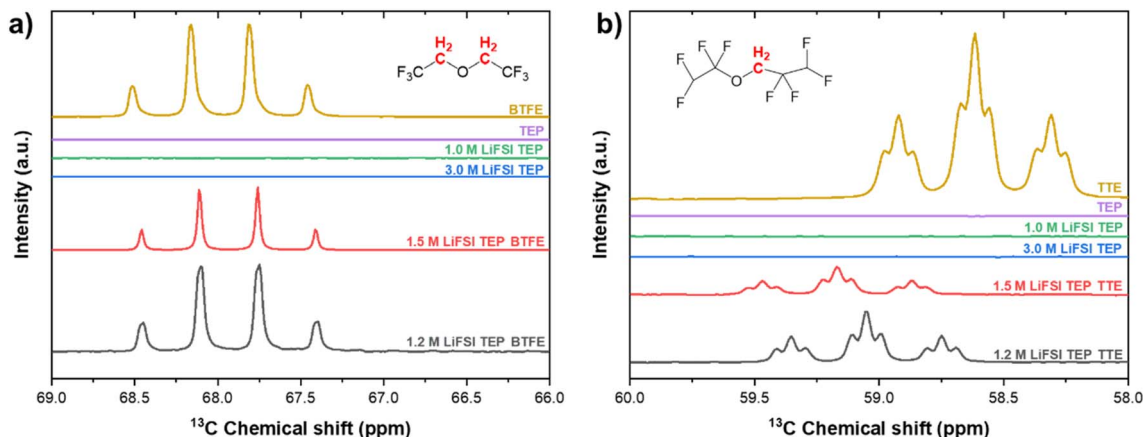 a)
H₂ H₂
C C
F₃C O CF₃
BTFE
TEP
1.0 M LiFSI TEP
3.0 M LiFSI TEP
1.5 M LiFSI TEP BTFE
1.2 M LiFSI TEP BTFE
Intensity (a.u.)
69.0 68.5 68.0 67.5 67.0 66.5 66.0
¹³C Chemical shift (ppm)
b)
F F F H₂ F
C
F O F
F F
TTE
TEP
1.0 M LiFSI TEP
3.0 M LiFSI TEP
1.5 M LiFSI TEP TTE
1.2 M LiFSI TEP TTE
Intensity (a.u.)
60.0 59.5 59.0 58.5 58.0
¹³C Chemical shift (ppm)